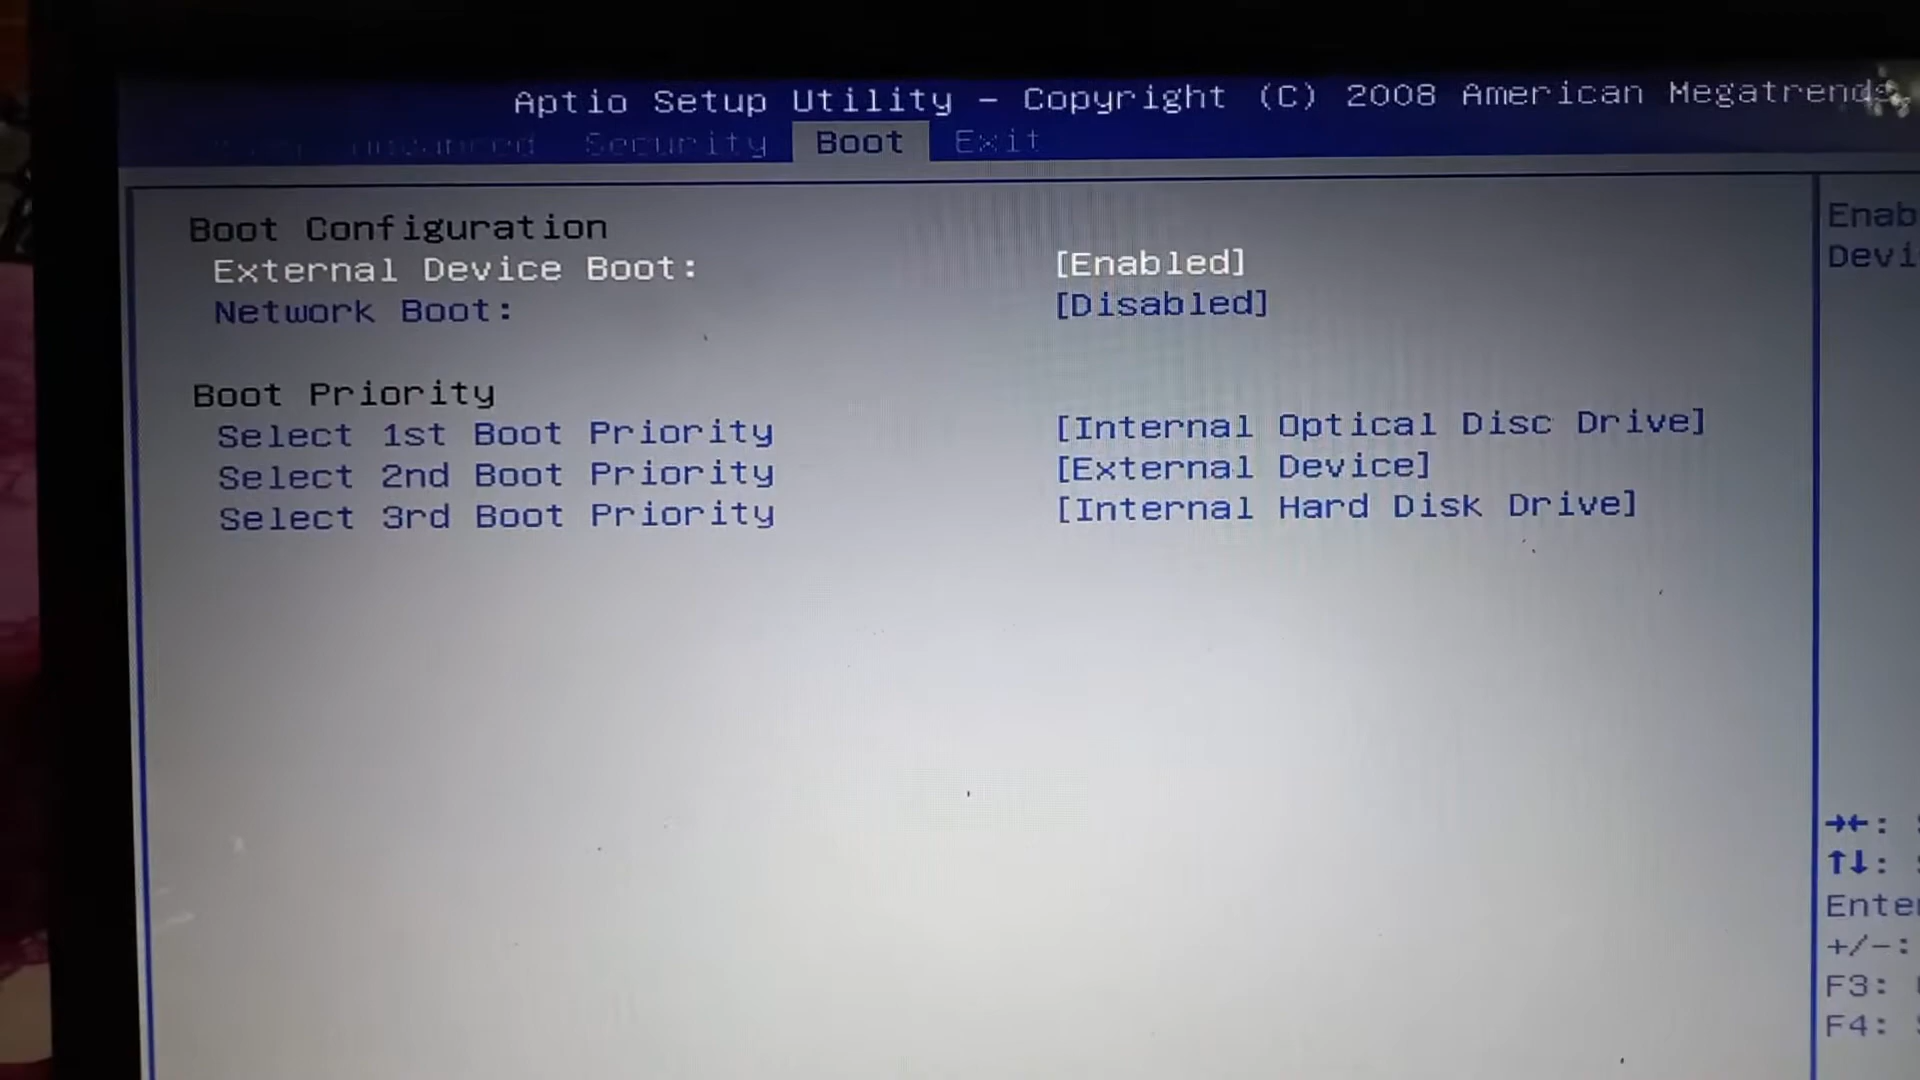 Aptio Setup Utility - Copyright (C) 2008 American Megatrends,
Advanced Security Boot Exit
Boot Configuration
External Device Boot: [Enabled]
Network Boot: [Disabled]
Boot Priority
Select 1st Boot Priority [Internal Optical Disc Drive]
Select 2nd Boot Priority [External Device]
Select 3rd Boot Priority [Internal Hard Disk Drive]
Enab
Devi
→←:
↑↓:
Enter
+/-:
F3:
F4: